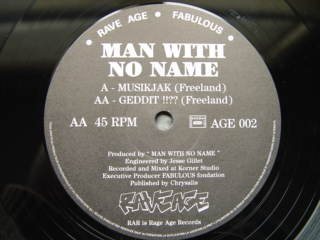 • RAVE AGE • FABULOUS •
MAN WITH
NO NAME
A - MUSIKJAK (Freeland)
AA - GEDDIT !!?? (Freeland)
AA 45 RPM
AGE 002
Produced by " MAN WITH NO NAME "
Engineered by Jesse Gillet
Recorded and Mixed at Korner Studio
Executive Producer FABULOUS fondation
Published by Chrysalis
RAVEAGE
RAR is Rage Age Records